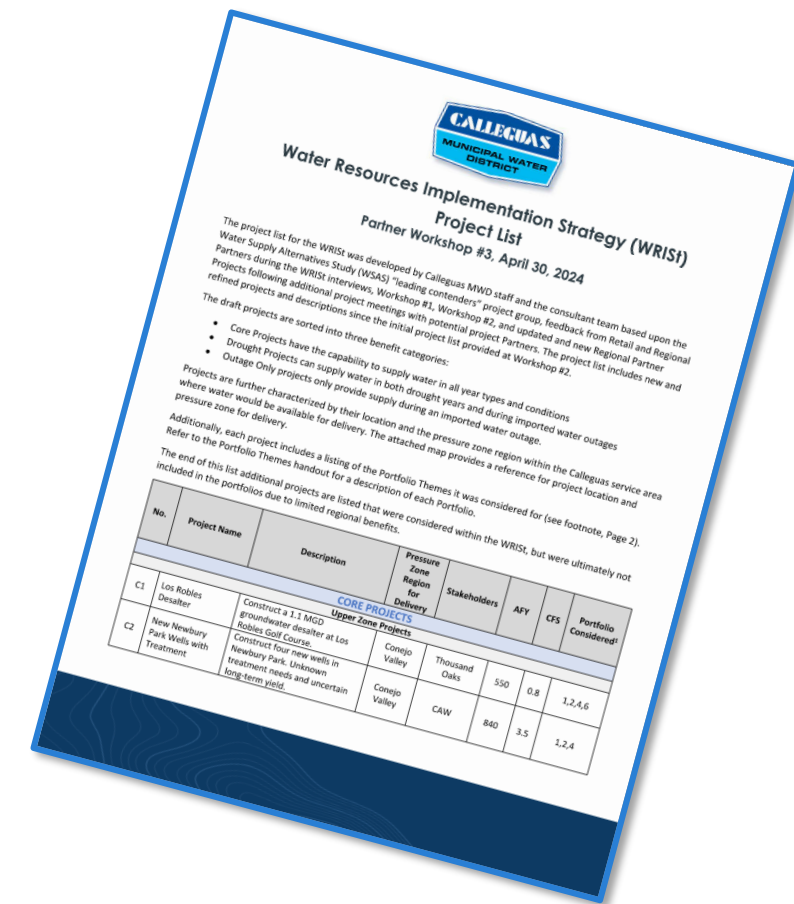 CALLEGUAS
MUNICIPAL WATER
DISTRICT
Water Resources Implementation Strategy (WRISt)
Project List
Partner Workshop #3, April 30, 2024
The project list for the WRISt was developed by Calleguas MWD staff and the consultant team based upon the
Water Supply Alternatives Study (WSAS) "leading contenders" project group, feedback from Retail and Regional
Partners during the WRISt interviews, Workshop #1, Workshop #2, and updated and new Regional Partner
Projects following additional project meetings with potential project Partners. The project list includes new and
refined projects and descriptions since the initial project list provided at Workshop #2.
The draft projects are sorted into three benefit categories:
• Core Projects have the capability to supply water in all year types and conditions
• Drought Projects can supply water in both drought years and during imported water outages
• Outage Only projects only provide supply during an imported water outage.
Projects are further characterized by their location and the pressure zone region within the Calleguas service area
where water would be available for delivery. The attached map provides a reference for project location and
pressure zone for delivery.
Additionally, each project includes a listing of the Portfolio Themes it was considered for (see footnote, Page 2).
Refer to the Portfolio Themes handout for a description of each Portfolio.
The end of this list additional projects are listed that were considered within the WRISt, but were ultimately not
included in the portfolios due to limited regional benefits.
No.
Project Name
Description
Pressure
Zone
Region
for
Delivery
Stakeholders
AFY
CFS
Portfolio
Considered¹
CORE PROJECTS
Upper Zone Projects
C1
Los Robles
Desalter
Construct a 1.1 MGD
groundwater desalter at Los
Robles Golf Course.
Conejo
Valley
Thousand
Oaks
550
0.8
1,2,4,6
C2
New Newbury
Park Wells with
Treatment
Construct four new wells in
Newbury Park. Unknown
treatment needs and uncertain
long-term yield.
Conejo
Valley
CAW
840
3.5
1,2,4